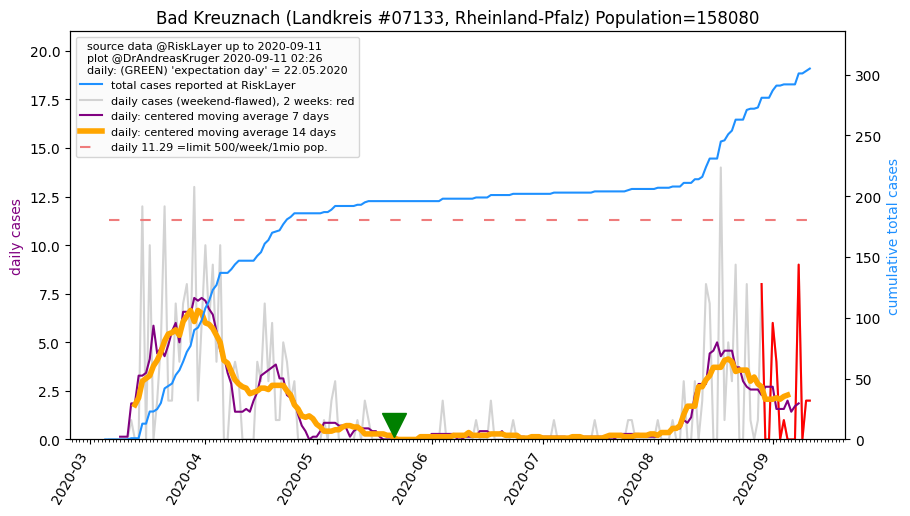 Bad Kreuznach (Landkreis #07133, Rheinland-Pfalz) Population=158080
source data @RiskLayer up to 2020-09-11
plot @DrAndreasKruger 2020-09-11 02:26
daily: (GREEN) 'expectation day' = 22.05.2020
total cases reported at RiskLayer
daily cases (weekend-flawed), 2 weeks: red
daily: centered moving average 7 days
daily: centered moving average 14 days
daily 11.29 =limit 500/week/1mio pop.
daily cases
20.0
17.5
15.0
12.5
10.0
7.5
5.0
2.5
0.0
300
250
200
150
100
50
0
cumulative total cases
2020-03
2020-04
2020-05
2020-06
2020-07
2020-08
2020-09